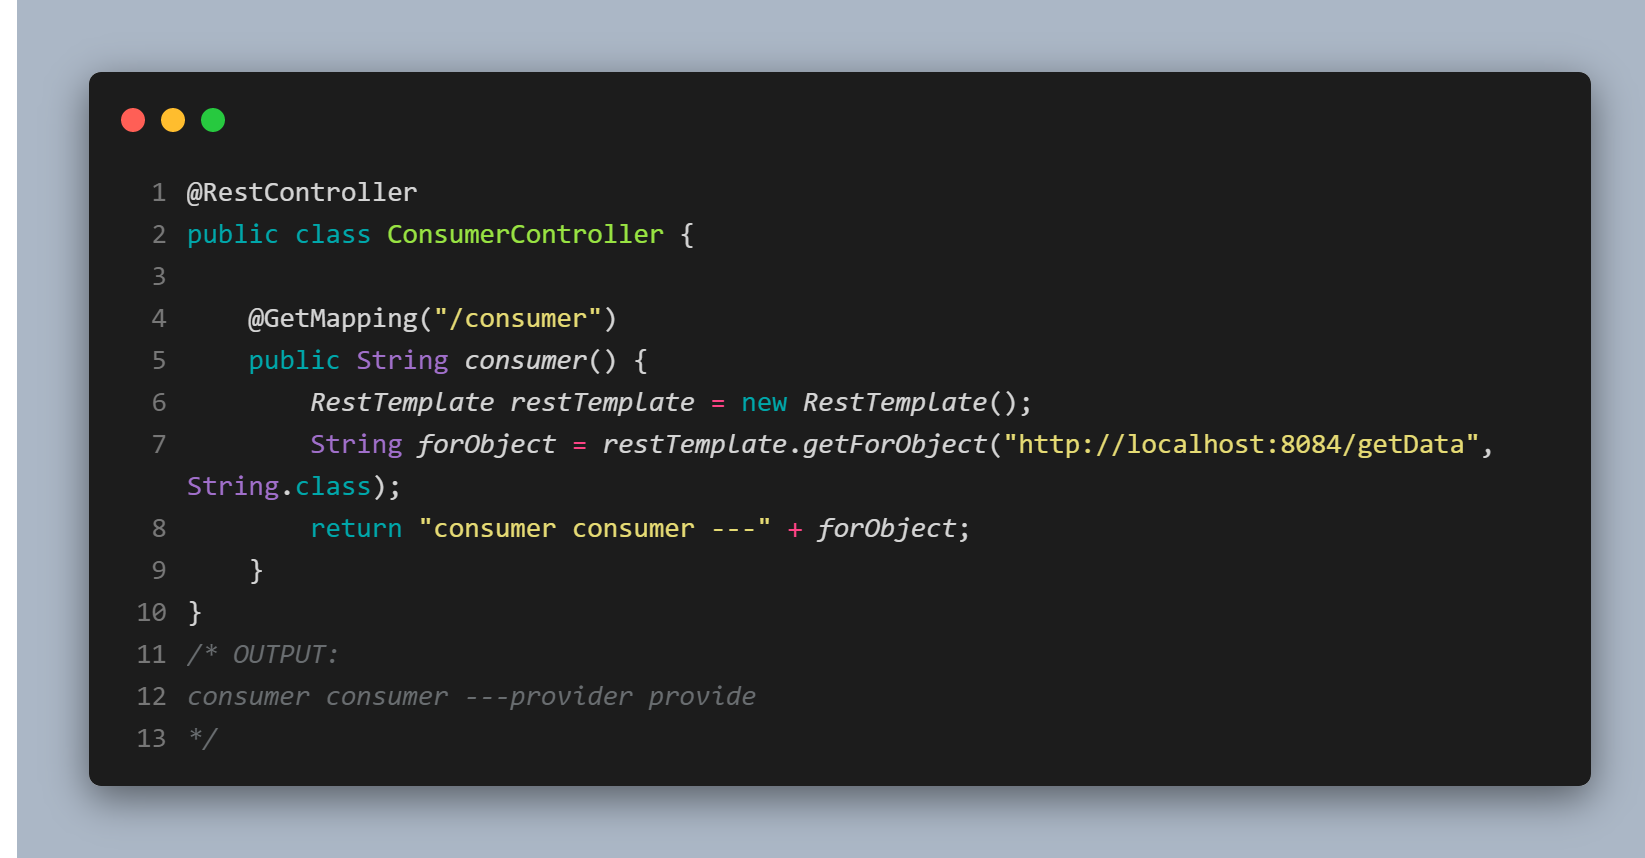 1 @RestController
2 public class ConsumerController {
3
4     @GetMapping("/consumer")
5     public String consumer() {
6         RestTemplate restTemplate = new RestTemplate();
7         String forObject = restTemplate.getForObject("http://localhost:8084/getData",
String.class);
8         return "consumer consumer ---" + forObject;
9     }
10 }
11 /* OUTPUT:
12 consumer consumer ---provider provide
13 */